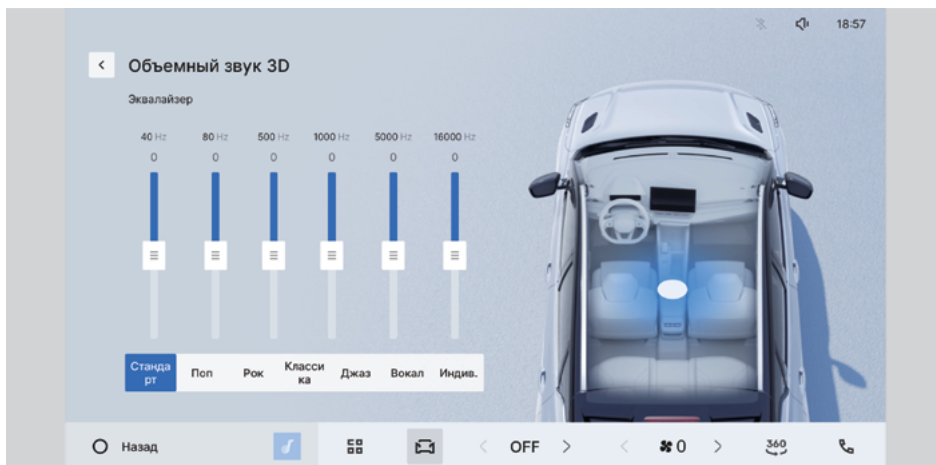 18:57
Объемный звук 3D
Эквалайзер
40 Hz 80 Hz 500 Hz 1000 Hz 5000 Hz 16000 Hz
0 0 0 0 0 0
Станда
рт
Поп
Рок
Класси
ка
Джаз
Вокал
Индив.
Назад
OFF
0
360